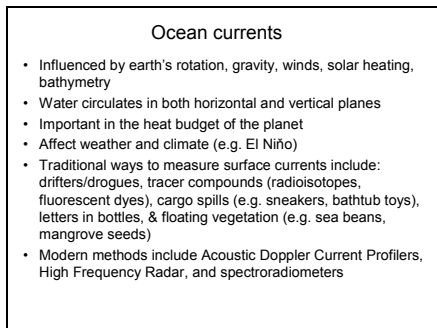 Ocean currents
• Influenced by earth's rotation, gravity, winds, solar heating,
bathymetry
• Water circulates in both horizontal and vertical planes
• Important in the heat budget of the planet
• Affect weather and climate (e.g. El Niño)
• Traditional ways to measure surface currents include:
drifters/drogues, tracer compounds (radioisotopes,
fluorescent dyes), cargo spills (e.g. sneakers, bathtub toys),
letters in bottles, & floating vegetation (e.g. sea beans,
mangrove seeds)
• Modern methods include Acoustic Doppler Current Profilers,
High Frequency Radar, and spectroradiometers